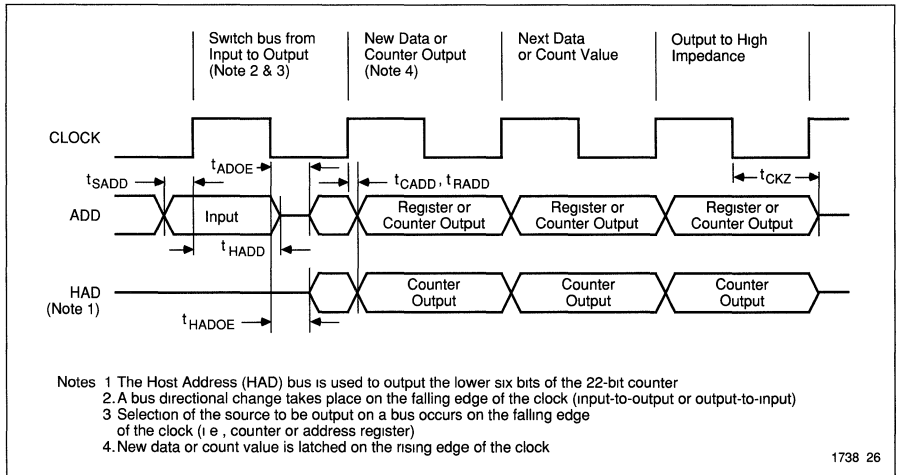 Switch bus from
Input to Output
(Note 2 & 3)
New Data or
Counter Output
(Note 4)
Next Data
or Count Value
Output to High
Impedance
CLOCK
tADOE
tSADD
tCADD, tRADD
tCKZ
ADD
Input
Register or
Counter Output
Register or
Counter Output
Register or
Counter Output
tHADD
HAD
(Note 1)
Counter
Output
Counter
Output
Counter
Output
tHADOE
Notes 1 The Host Address (HAD) bus is used to output the lower six bits of the 22-bit counter
2. A bus directional change takes place on the falling edge of the clock (input-to-output or output-to-input)
3 Selection of the source to be output on a bus occurs on the falling edge
of the clock (i e , counter or address register)
4. New data or count value is latched on the rising edge of the clock
1738 26